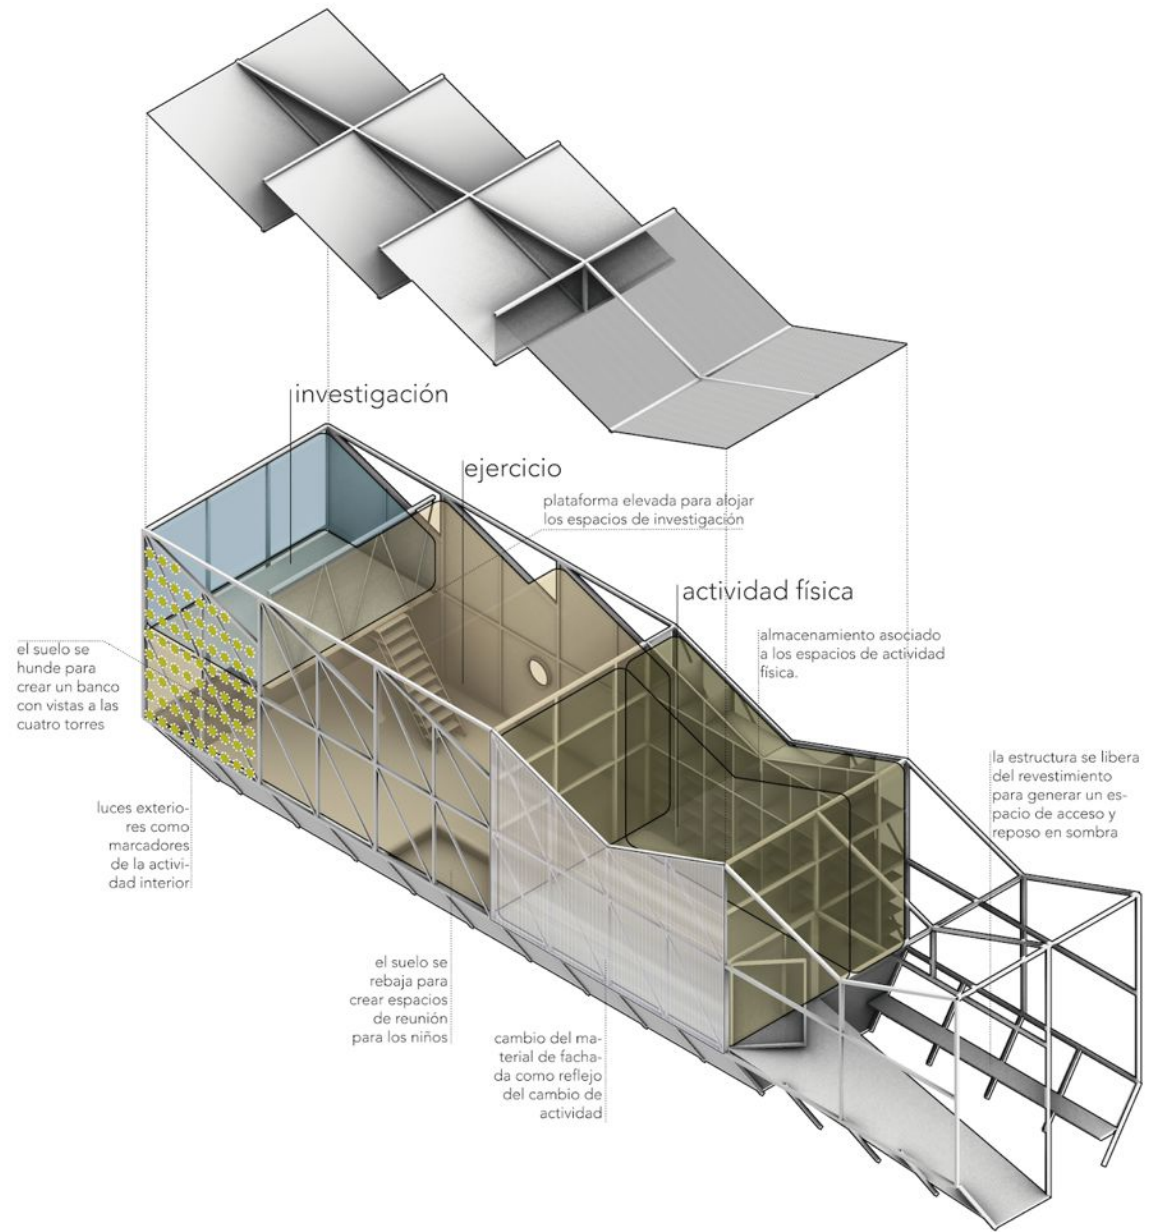 investigación
ejercicio
plataforma elevada para alojar
los espacios de investigación
actividad física
almacenamiento asociado
a los espacios de actividad
física.
el suelo se
hunde para
crear un banco
con vistas a las
cuatro torres
la estructura se libera
del revestimiento
para generar un es-
pacio de acceso y
reposo en sombra
luces exterio-
res como
marcadores
de la activi-
dad interior
el suelo se
rebaja para
crear espacios
de reunión
para los niños
cambio del ma-
terial de facha-
da como reflejo
del cambio de
actividad